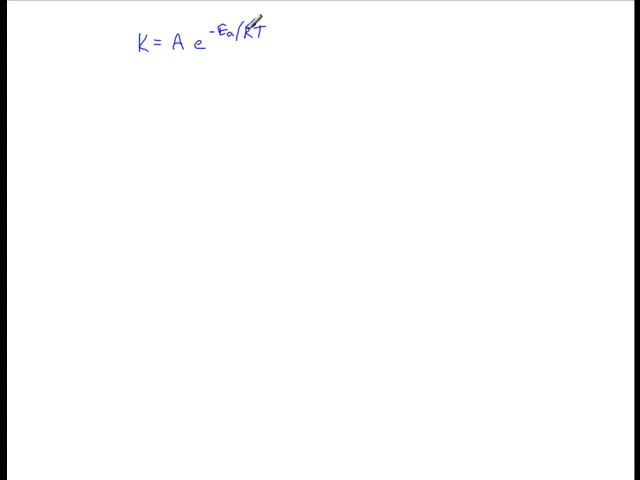 K = A e^{-Ea/RT}